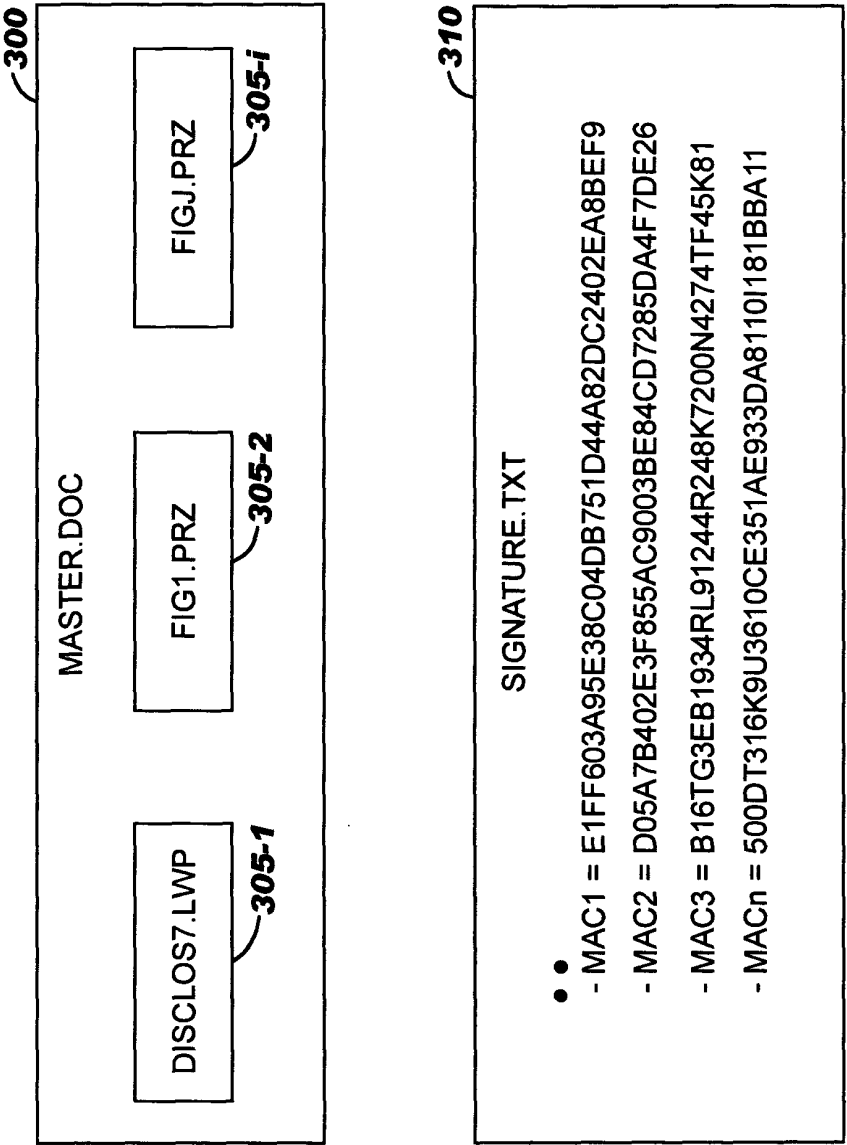 300
MASTER.DOC
DISCLOS7.LWP
FIG1.PRZ
FIGJ.PRZ
305-1
305-2
305-i
310
SIGNATURE.TXT
- MAC1 = E1FF603A95E38C04DB751D44A82DC2402EA8BEF9
- MAC2 = D05A7B402E3F855AC9003BE84CD7285DA4F7DE26
- MAC3 = B16TG3EB1934RL91244R248K7200N4274TF45K81
- MACn = 500DT316K9U3610CE351AE933DA8110I181BBA11